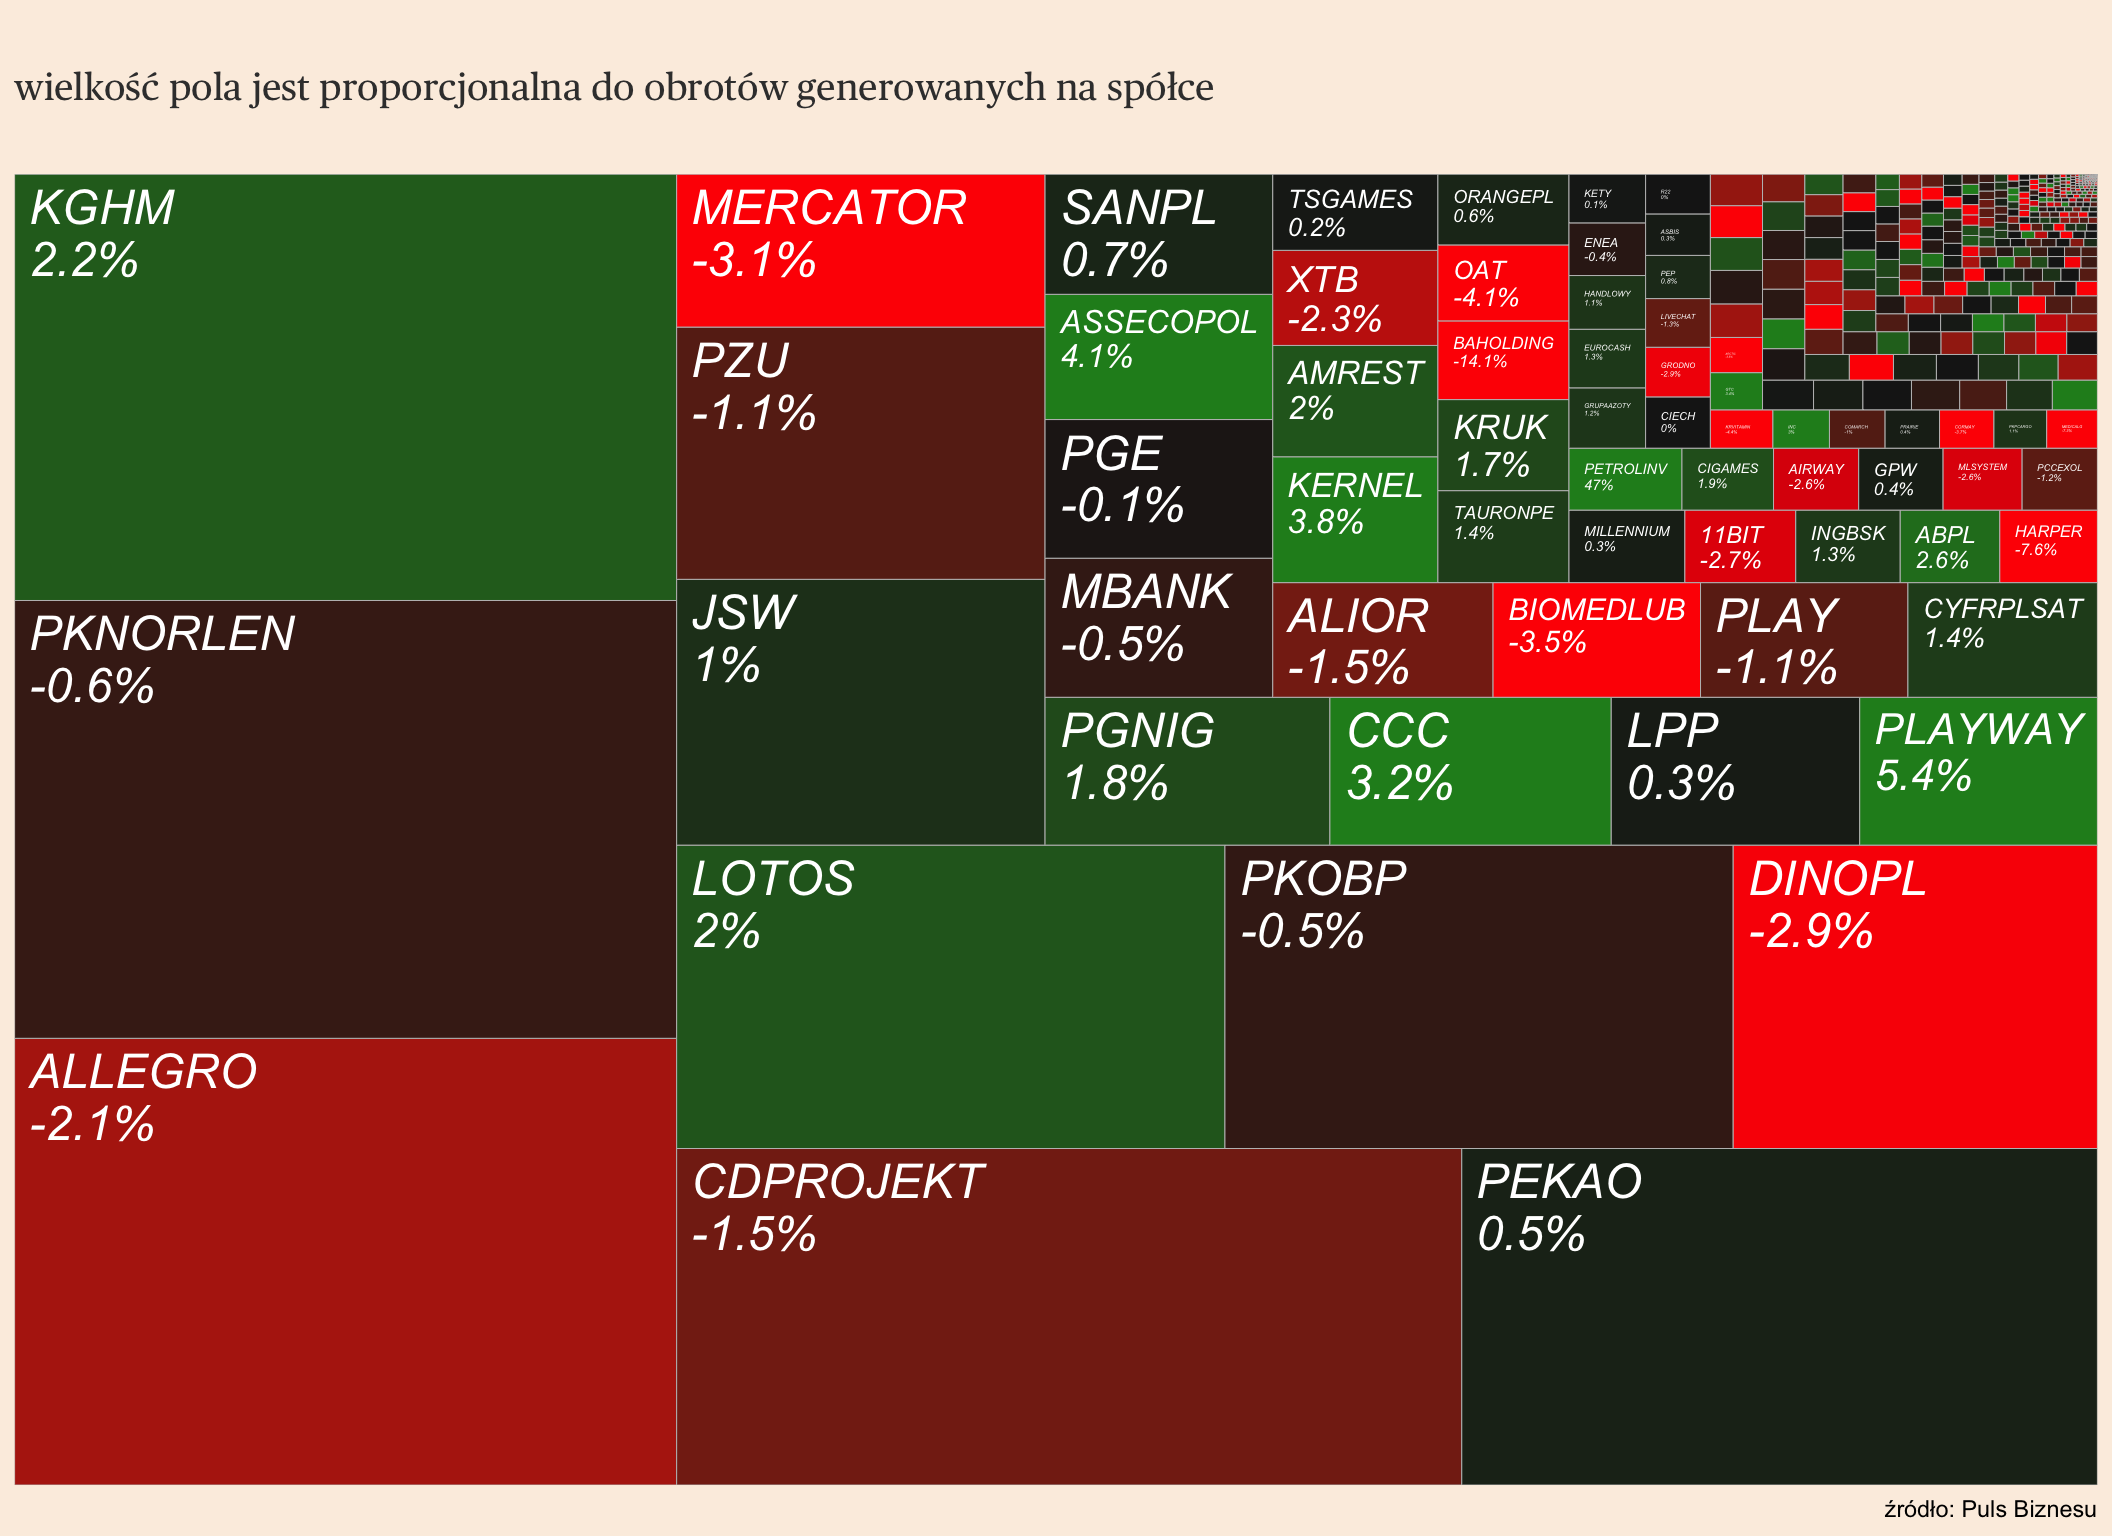 wielkość pola jest proporcjonalna do obrotów generowanych na spółce
KGHM
2.2%
PKNORLEN
-0.6%
ALLEGRO
-2.1%
MERCATOR
-3.1%
PZU
-1.1%
JSW
1%
LOTOS
2%
PKOBP
-0.5%
DINOPL
-2.9%
CDPROJEKT
-1.5%
PEKAO
0.5%
SANPL
0.7%
ASSECOPOL
4.1%
PGE
-0.1%
MBANK
-0.5%
PGNIG
1.8%
CCC
3.2%
LPP
0.3%
PLAYWAY
5.4%
TSGAMES
0.2%
XTB
-2.3%
AMREST
2%
KERNEL
3.8%
ALIOR
-1.5%
BIOMEDLUB
-3.5%
PLAY
-1.1%
CYFRPLSAT
1.4%
ORANGEPL
0.6%
OAT
-4.1%
BAHOLDING
-14.1%
KRUK
1.7%
TAURONPE
1.4%
MILLENNIUM
0.3%
11BIT
-2.7%
INGBSK
1.3%
ABPL
2.6%
HARPER
-7.6%
PETROLINV
47%
CIGAMES
1.9%
AIRWAY
-2.6%
GPW
0.4%
MLSYSTEM
-2.6%
PCCEXOL
-1.2%
KETY
0.1%
ENEA
-0.4%
HANDLOWY
1.1%
EUROCASH
1.3%
GRUPAAZOTY
1.2%
R22
0%
ASBIS
0.3%
PEP
0.8%
LIVECHAT
-1.3%
GRODNO
-2.9%
CIECH
0%
źródło: Puls Biznesu